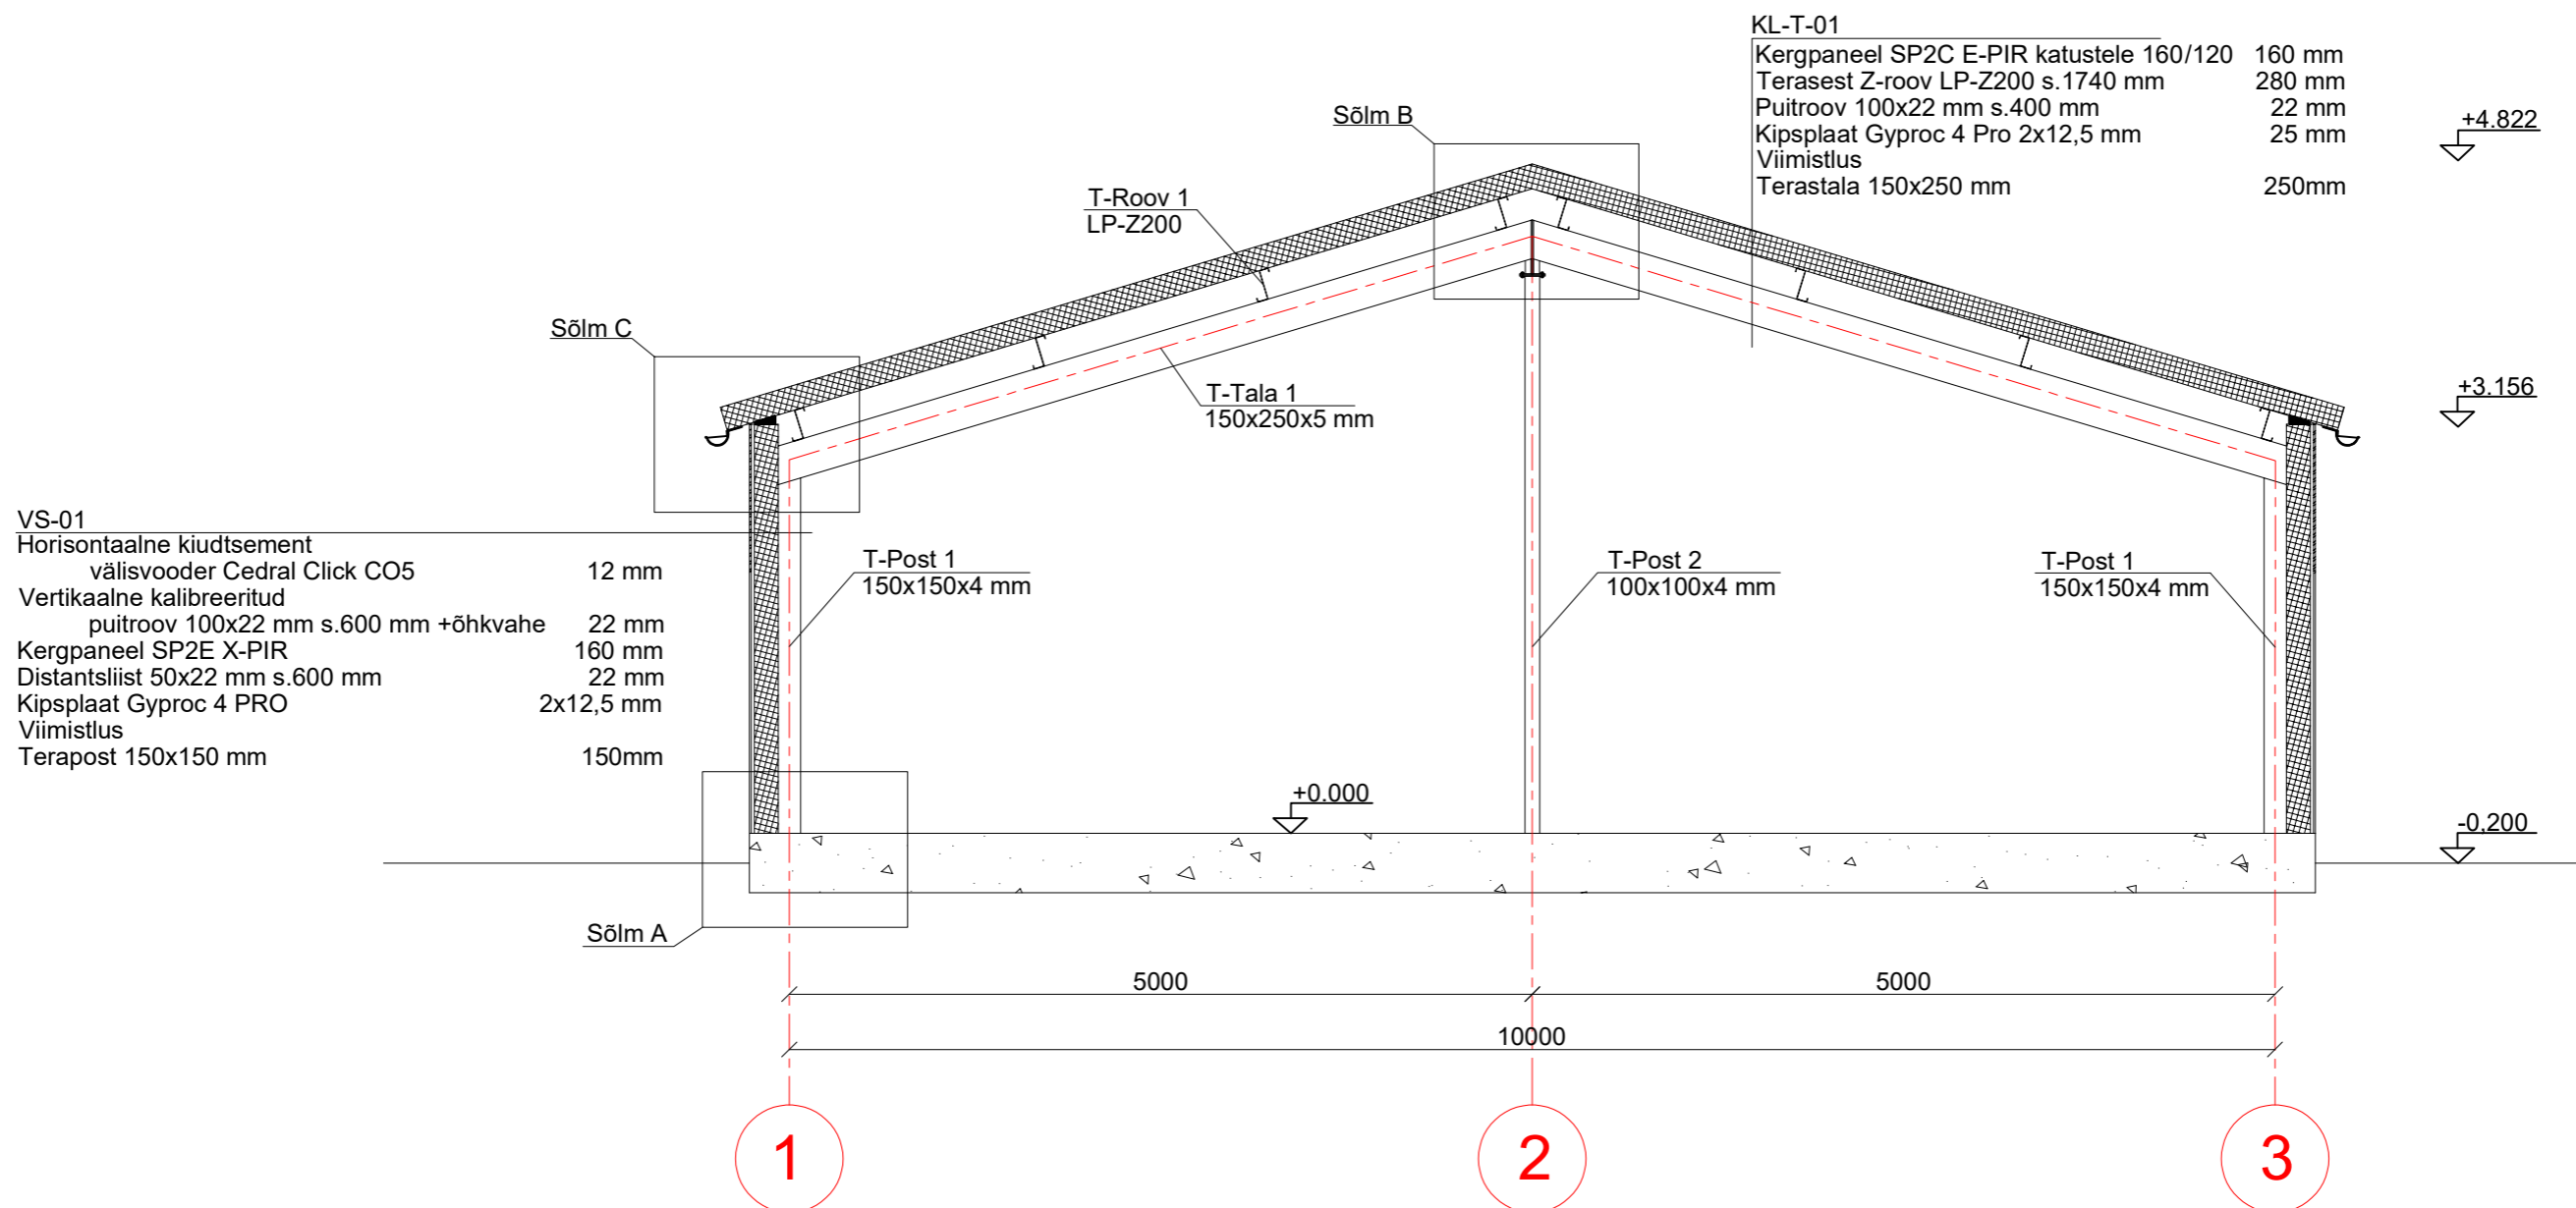 KL-T-01
Kergpaneel SP2C E-PIR katustele 160/120 160 mm
Terasest Z-roov LP-Z200 s.1740 mm 280 mm
Puitroov 100x22 mm s.400 mm 22 mm
Kipsplaat Gyproc 4 Pro 2x12,5 mm 25 mm
Viimistlus
Terastala 150x250 mm 250mm
+4.822
Sõlm B
T-Roov 1
LP-Z200
Sõlm C
T-Tala 1
150x250x5 mm
+3.156
VS-01
Horisontaalne kiudtsement
välisvooder Cedral Click CO5 12 mm
Vertikaalne kalibreeritud
puitroov 100x22 mm s.600 mm +õhkvahe 22 mm
Kergpaneel SP2E X-PIR 160 mm
Distantsliist 50x22 mm s.600 mm 22 mm
Kipsplaat Gyproc 4 PRO 2x12,5 mm
Viimistlus
Terapost 150x150 mm 150mm
T-Post 1
150x150x4 mm
T-Post 2
100x100x4 mm
T-Post 1
150x150x4 mm
+0.000
-0,200
Sõlm A
5000
5000
10000
1
2
3